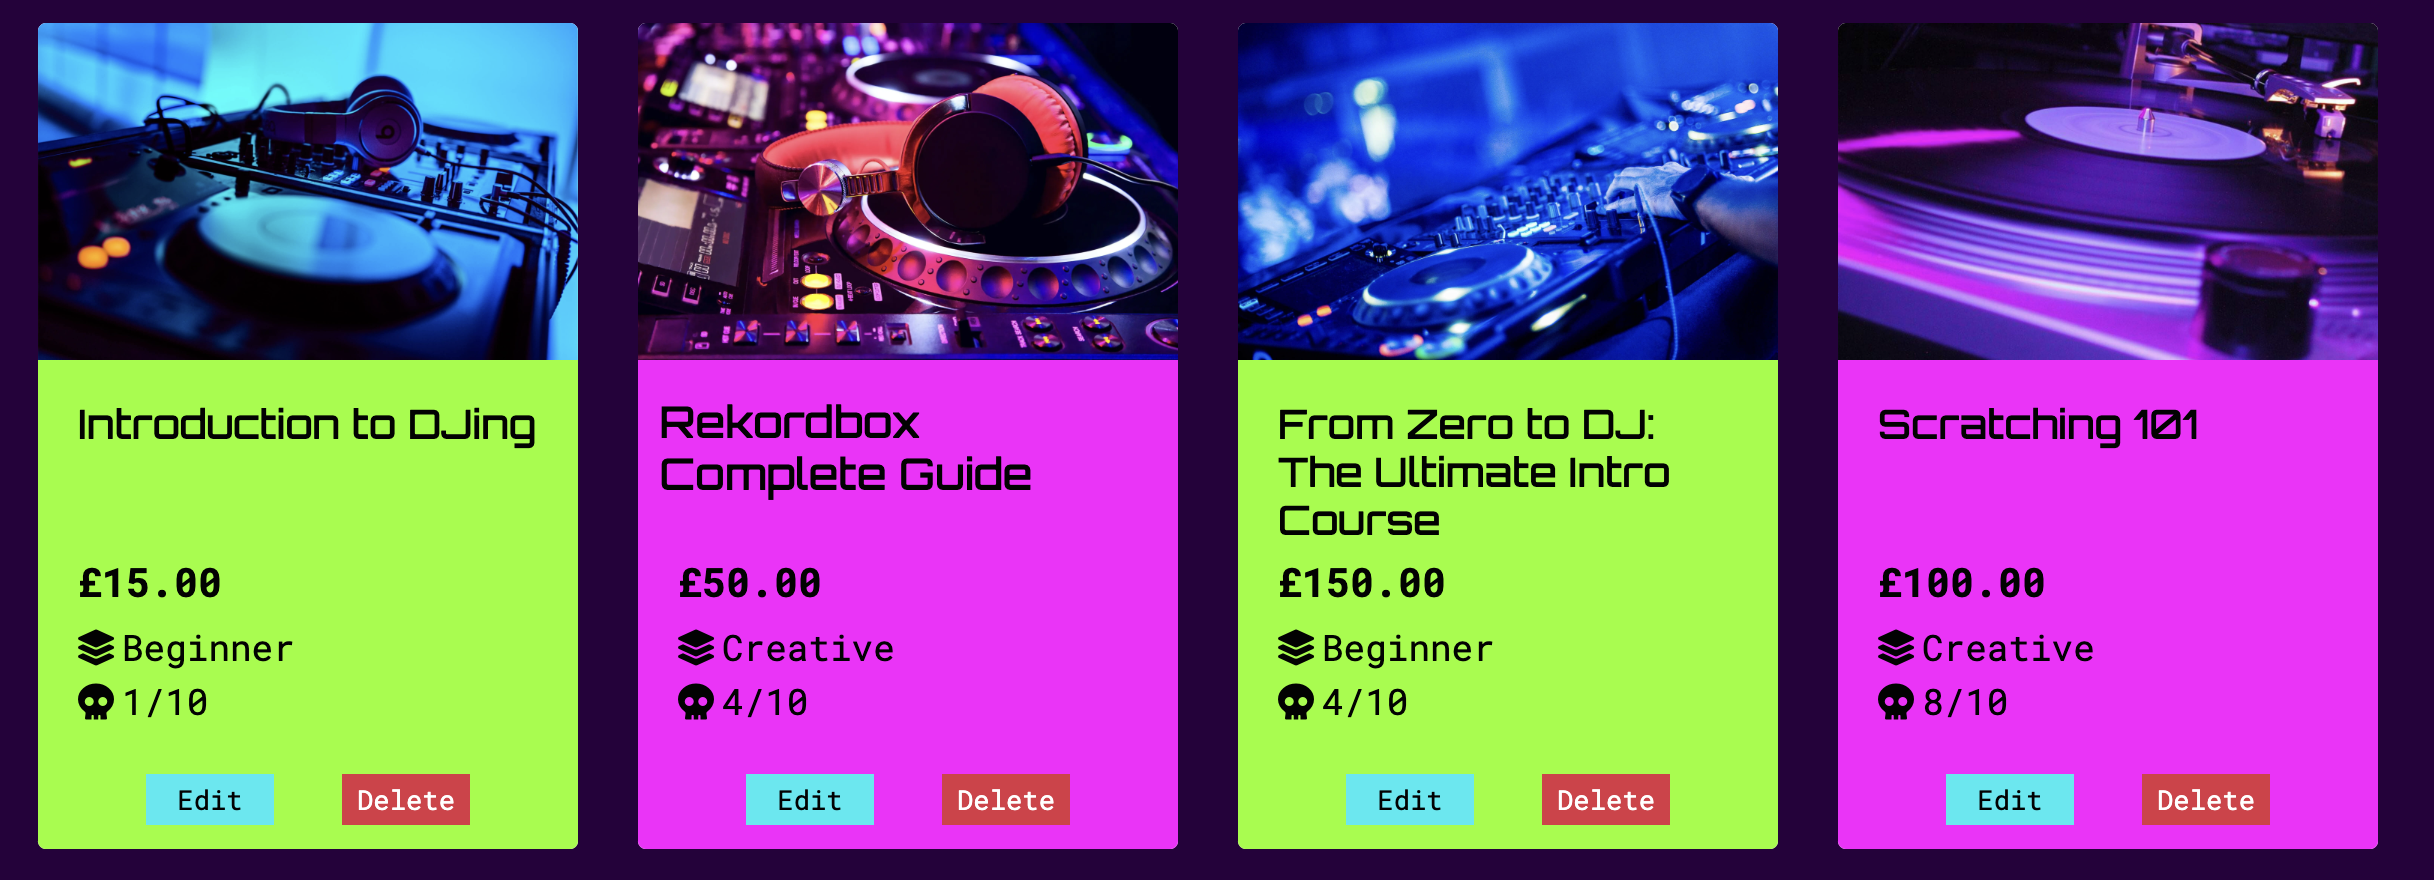 Introduction to DJing
£15.00
Beginner
1/10
Edit
Delete
Rekordbox
Complete Guide
£50.00
Creative
4/10
Edit
Delete
From Zero to DJ:
The Ultimate Intro
Course
£150.00
Beginner
4/10
Edit
Delete
Scratching 101
£100.00
Creative
8/10
Edit
Delete